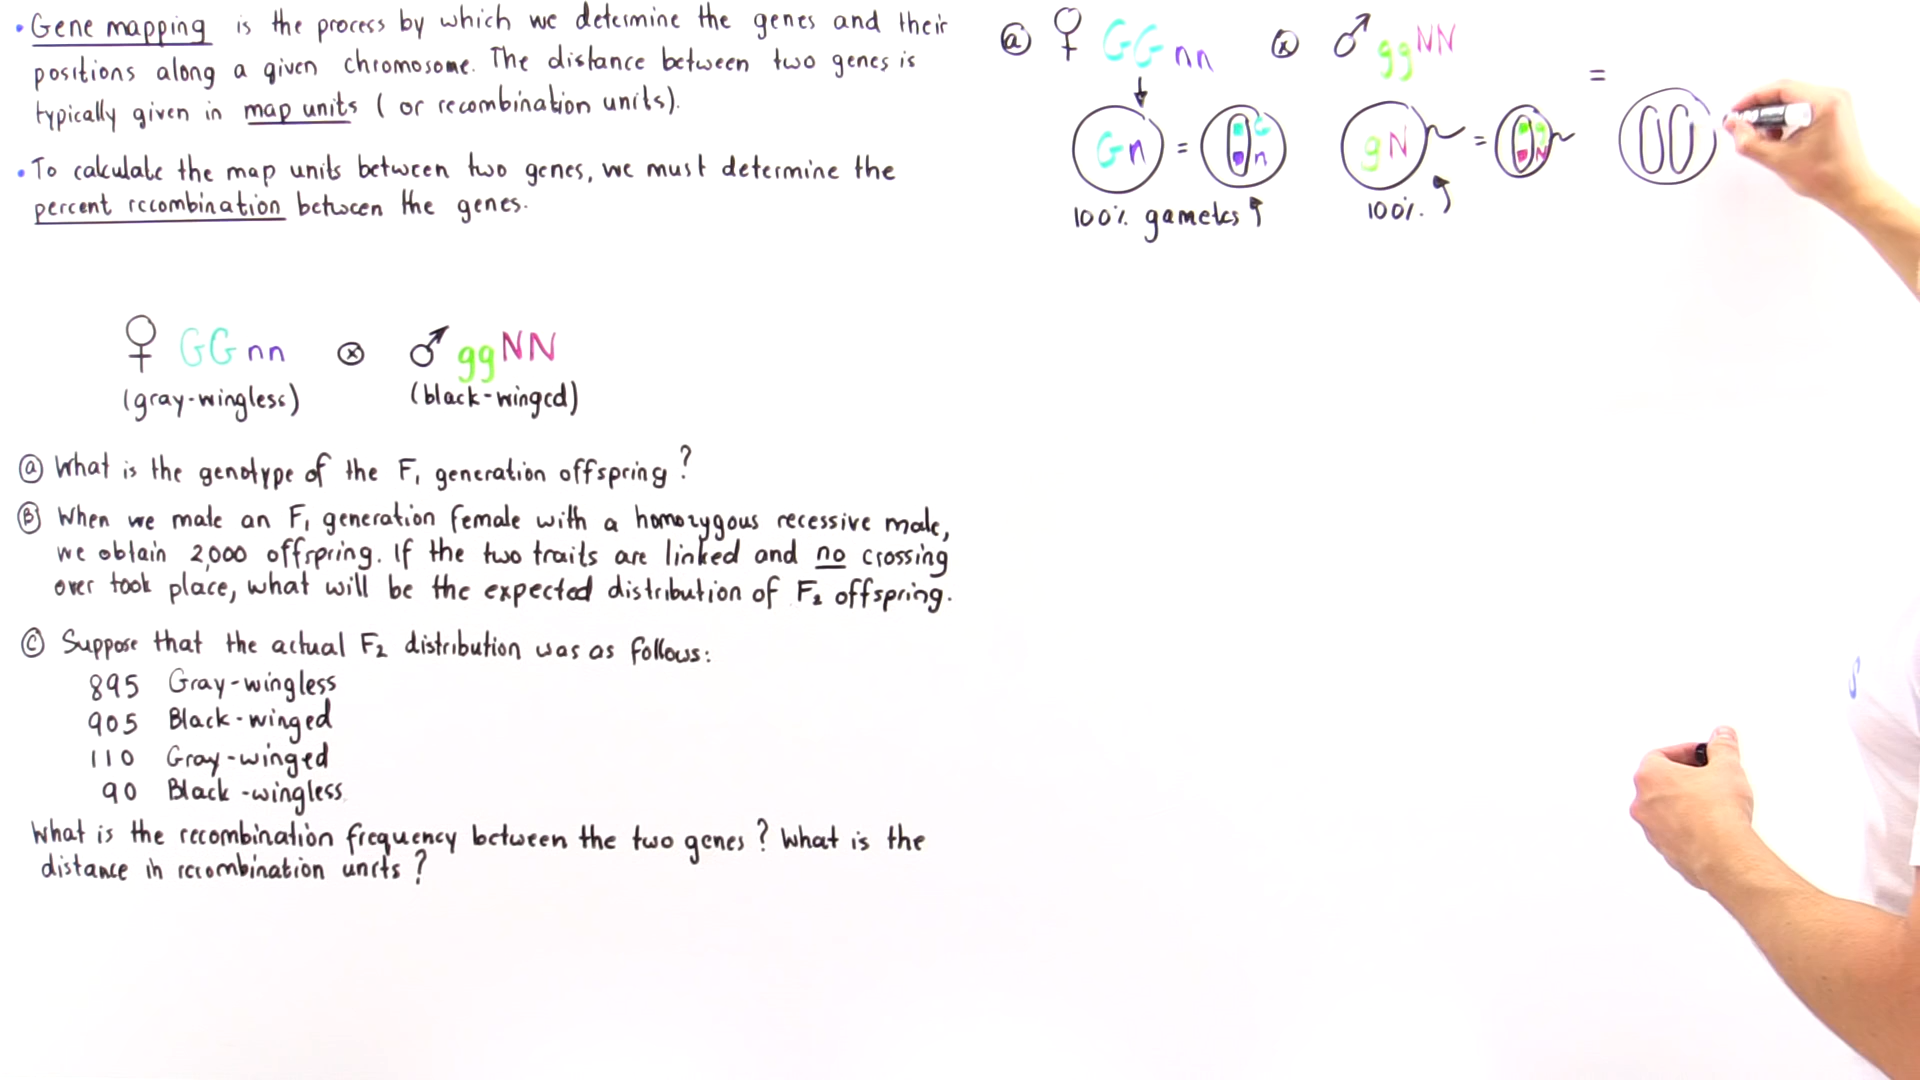 • Gene mapping is the process by which we determine the genes and their
positions along a given chromosome. The distance between two genes is
typically given in map units (or recombination units).
• To calculate the map units between two genes, we must determine the
percent recombination between the genes.
♀ GGnn ⊗ ♂ ggNN
(gray-wingless) (black-winged)
ⓐ What is the genotype of the F₁ generation offspring?
Ⓑ When we mate an F₁ generation female with a homozygous recessive male,
we obtain 2,000 offspring. If the two traits are linked and no crossing
over took place, what will be the expected distribution of F₂ offspring.
Ⓒ Suppose that the actual F₂ distribution was as follows:
895 Gray-wingless
905 Black-winged
110 Gray-winged
90 Black-wingless
What is the recombination frequency between the two genes? What is the
distance in recombination units?
ⓐ ♀ GGnn ⊗ ♂ ggNN =
Gn = G n gN = g N
100% gametes 100%